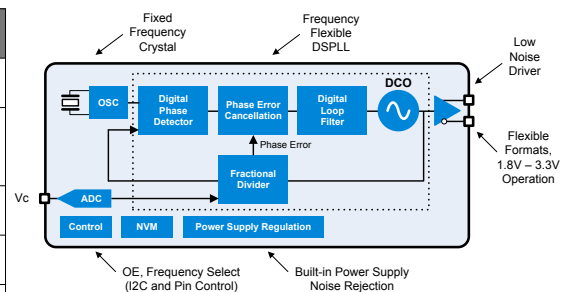 Fixed
Frequency
Crystal
Frequency
Flexible
DSPLL
Low
Noise
Driver
OSC
Digital
Phase
Detector
Phase Error
Cancellation
Digital
Loop
Filter
DCO
Phase Error
Flexible
Formats,
1.8V – 3.3V
Operation
Fractional
Divider
Vc
ADC
Control
NVM
Power Supply Regulation
OE, Frequency Select
(I2C and Pin Control)
Built-in Power Supply
Noise Rejection